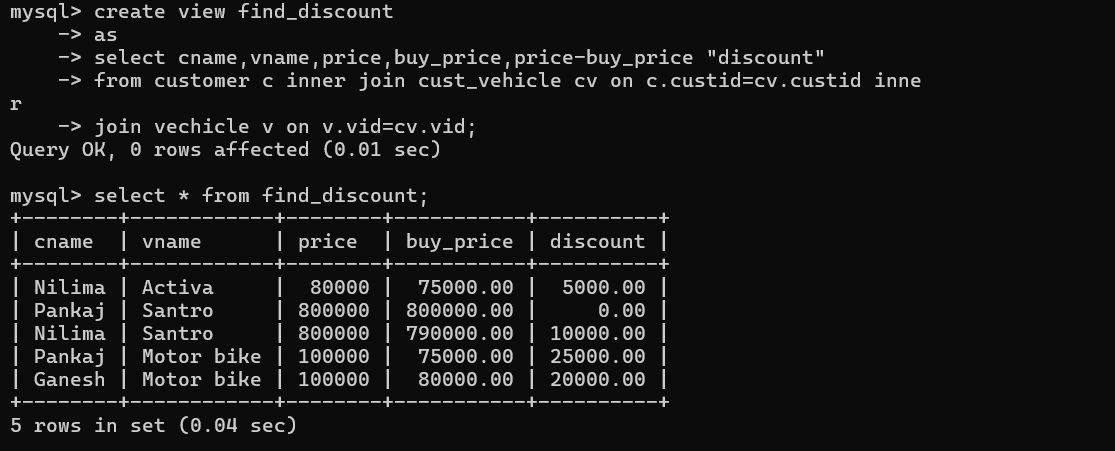 mysql> create view find_discount
    -> as
    -> select cname,vname,price,buy_price,price-buy_price "discount"
    -> from customer c inner join cust_vehicle cv on c.custid=cv.custid inne
r
    -> join vechicle v on v.vid=cv.vid;
Query OK, 0 rows affected (0.01 sec)

mysql> select * from find_discount;
+--------+------------+--------+-----------+----------+
| cname  | vname      | price  | buy_price | discount |
+--------+------------+--------+-----------+----------+
| Nilima | Activa     |  80000 |  75000.00 |  5000.00 |
| Pankaj | Santro     | 800000 | 800000.00 |     0.00 |
| Nilima | Santro     | 800000 | 790000.00 | 10000.00 |
| Pankaj | Motor bike | 100000 |  75000.00 | 25000.00 |
| Ganesh | Motor bike | 100000 |  80000.00 | 20000.00 |
+--------+------------+--------+-----------+----------+
5 rows in set (0.04 sec)